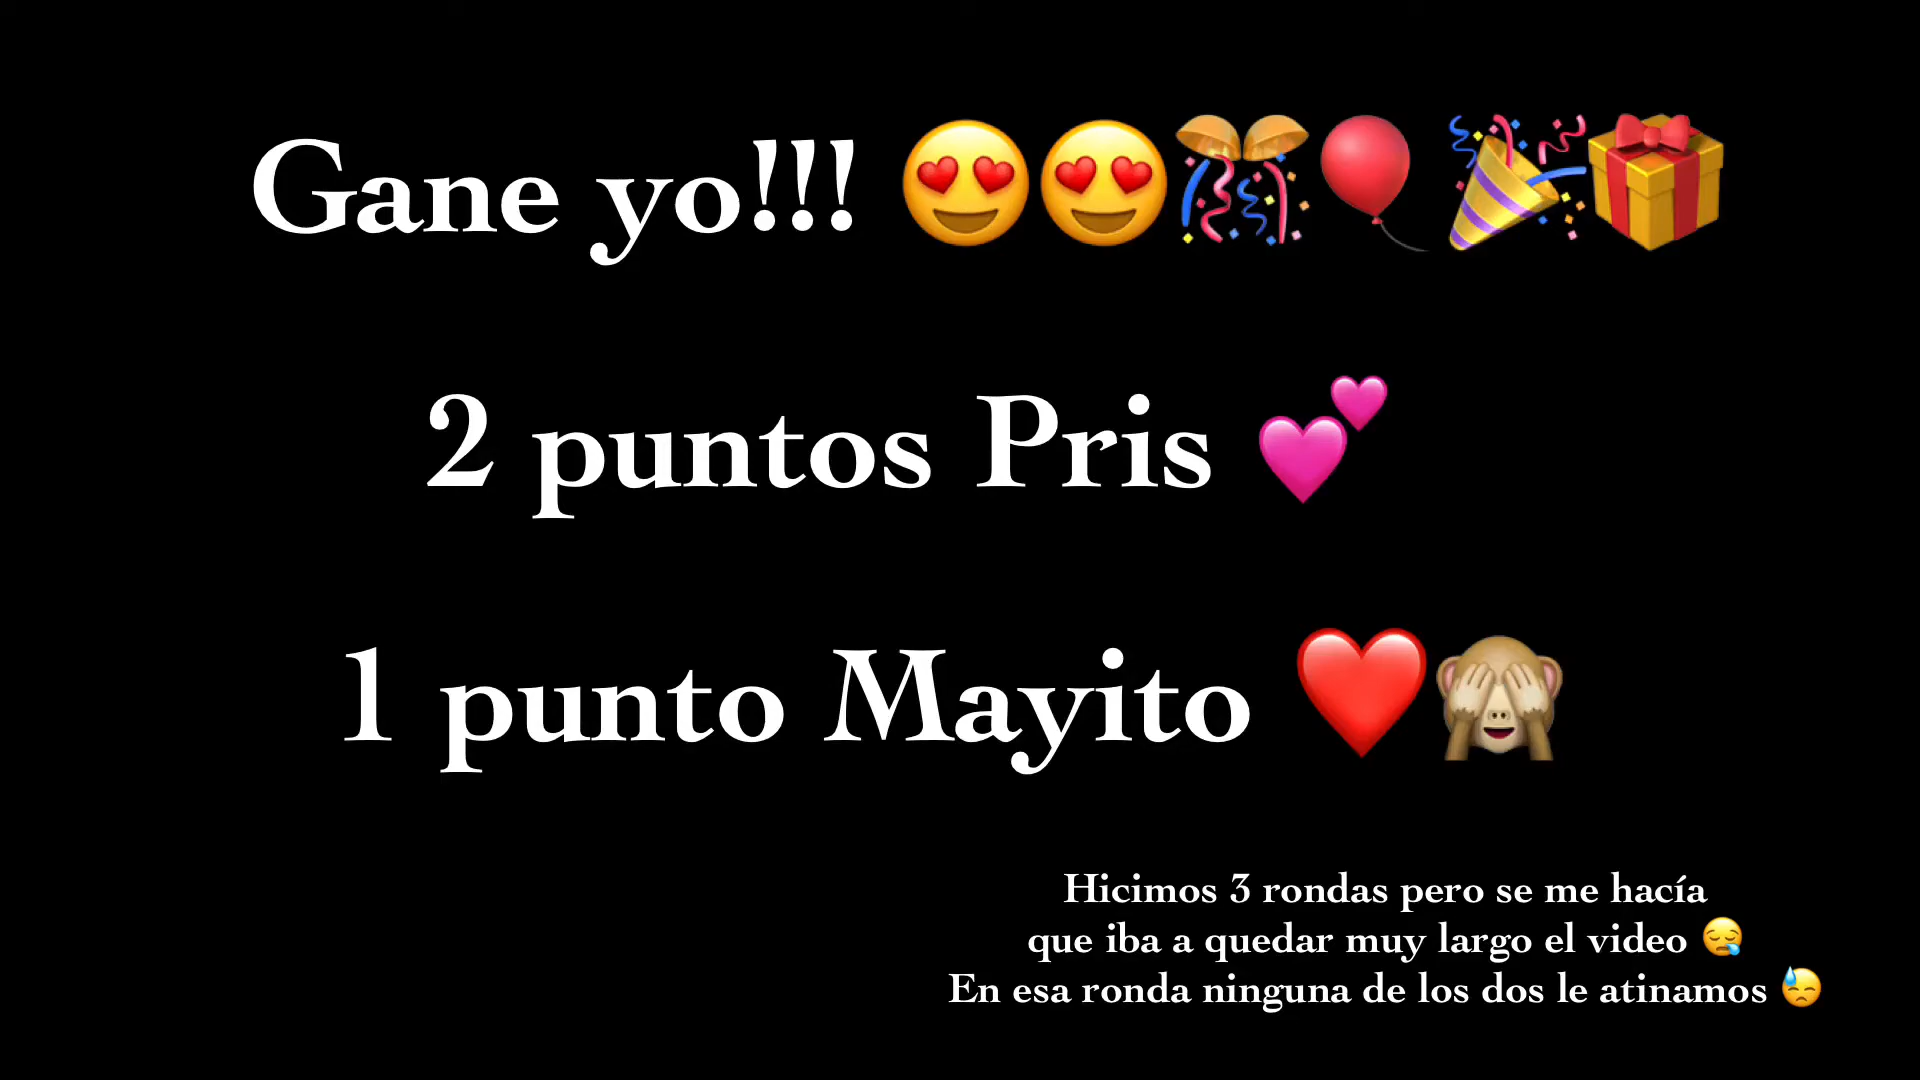 Gane yo!!! 😍😍🎊🎈🎉🎁
2 puntos Pris 💕
1 punto Mayito ❤️🙈
Hicimos 3 rondas pero se me hacía
que iba a quedar muy largo el video 😪
En esa ronda ninguna de los dos le atinamos 😓